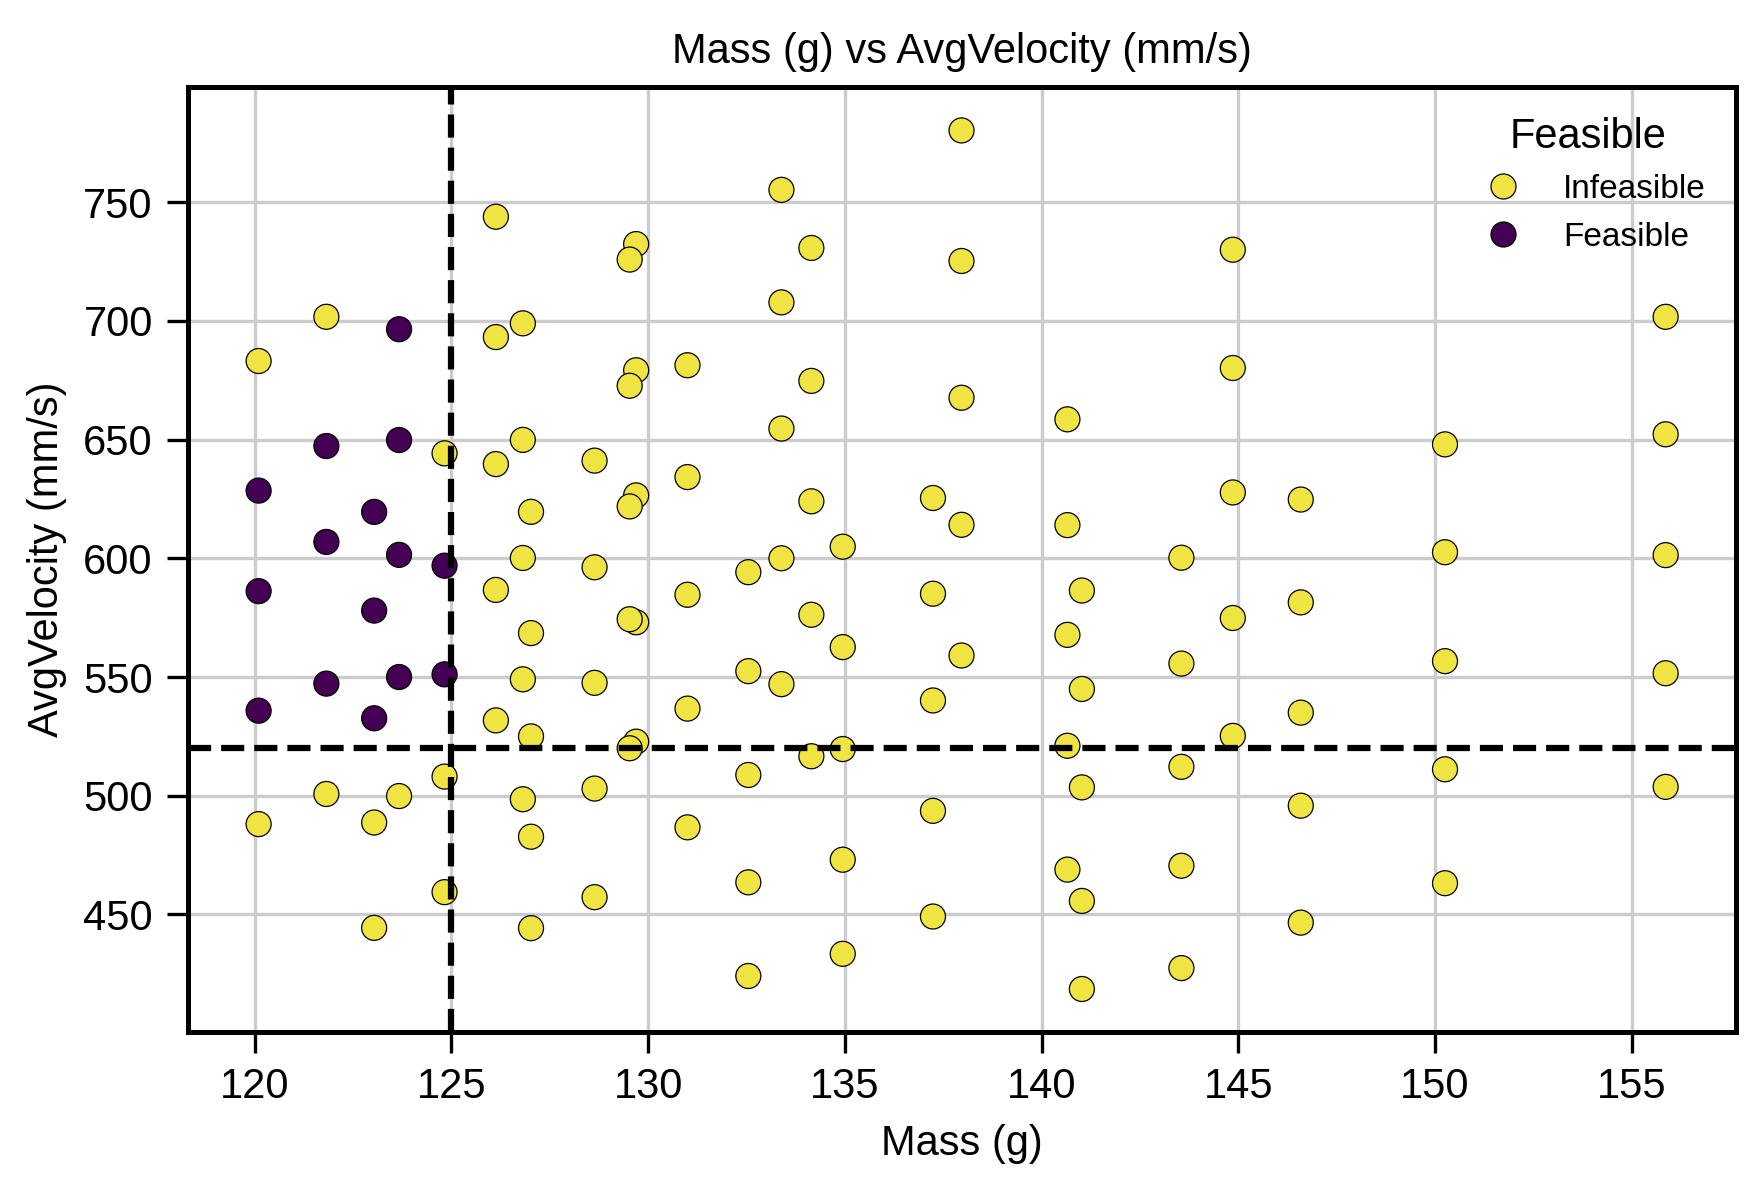 Mass (g) vs AvgVelocity (mm/s)
Feasible
Infeasible
Feasible
AvgVelocity (mm/s)
750
700
650
600
550
500
450
120 125 130 135 140 145 150 155
Mass (g)